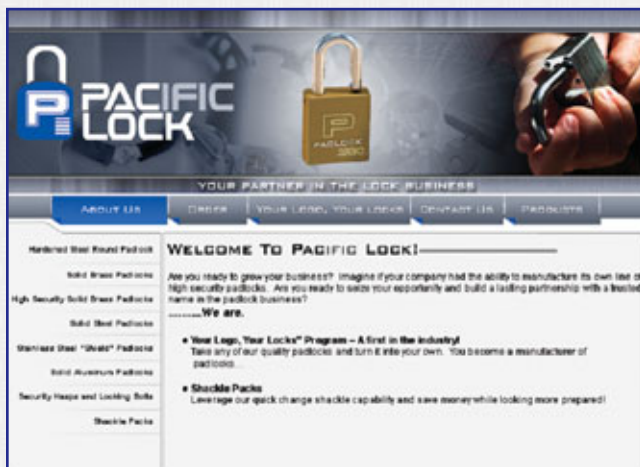 P
PACIFIC
LOCK
P
PACLOCK
YOUR PARTNER IN THE LOCK BUSINESS
ABOUT US
ORDER
YOUR LOGO, YOUR LOCKS
CONTACT US
PRODUCTS
Hardened Steel Round Padlock
Solid Brass Padlocks
High Security Solid Brass Padlocks
Solid Steel Padlocks
Stainless Steel "Shield" Padlocks
Solid Aluminum Padlocks
Security Hasps and Locking Bolts
Shackle Packs
WELCOME TO PACIFIC LOCK!
Are you ready to grow your business? Imagine if your company had the ability to manufacture its own line of
high security padlocks. Are you ready to seize your opportunity and build a lasting partnership with a trusted
name in the padlock business?
.........We are.
• Your Logo, Your Locks" Program – A first in the industry!
Take any of our quality padlocks and turn it into your own. You become a manufacturer of
padlocks...
• Shackle Packs
Leverage our quick change shackle capability and save money while looking more prepared!